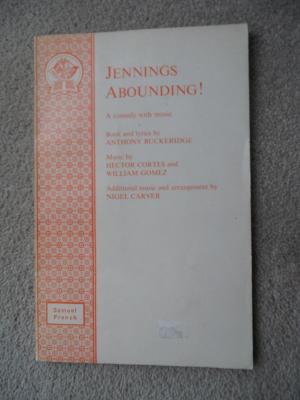 JENNINGS
ABOUNDING!
A comedy with music
Book and lyrics by
ANTHONY BUCKERIDGE
Music by
HECTOR CORTES and
WILLIAM GOMEZ
Additional music and arrangement by
NIGEL CARVER
Samuel
French